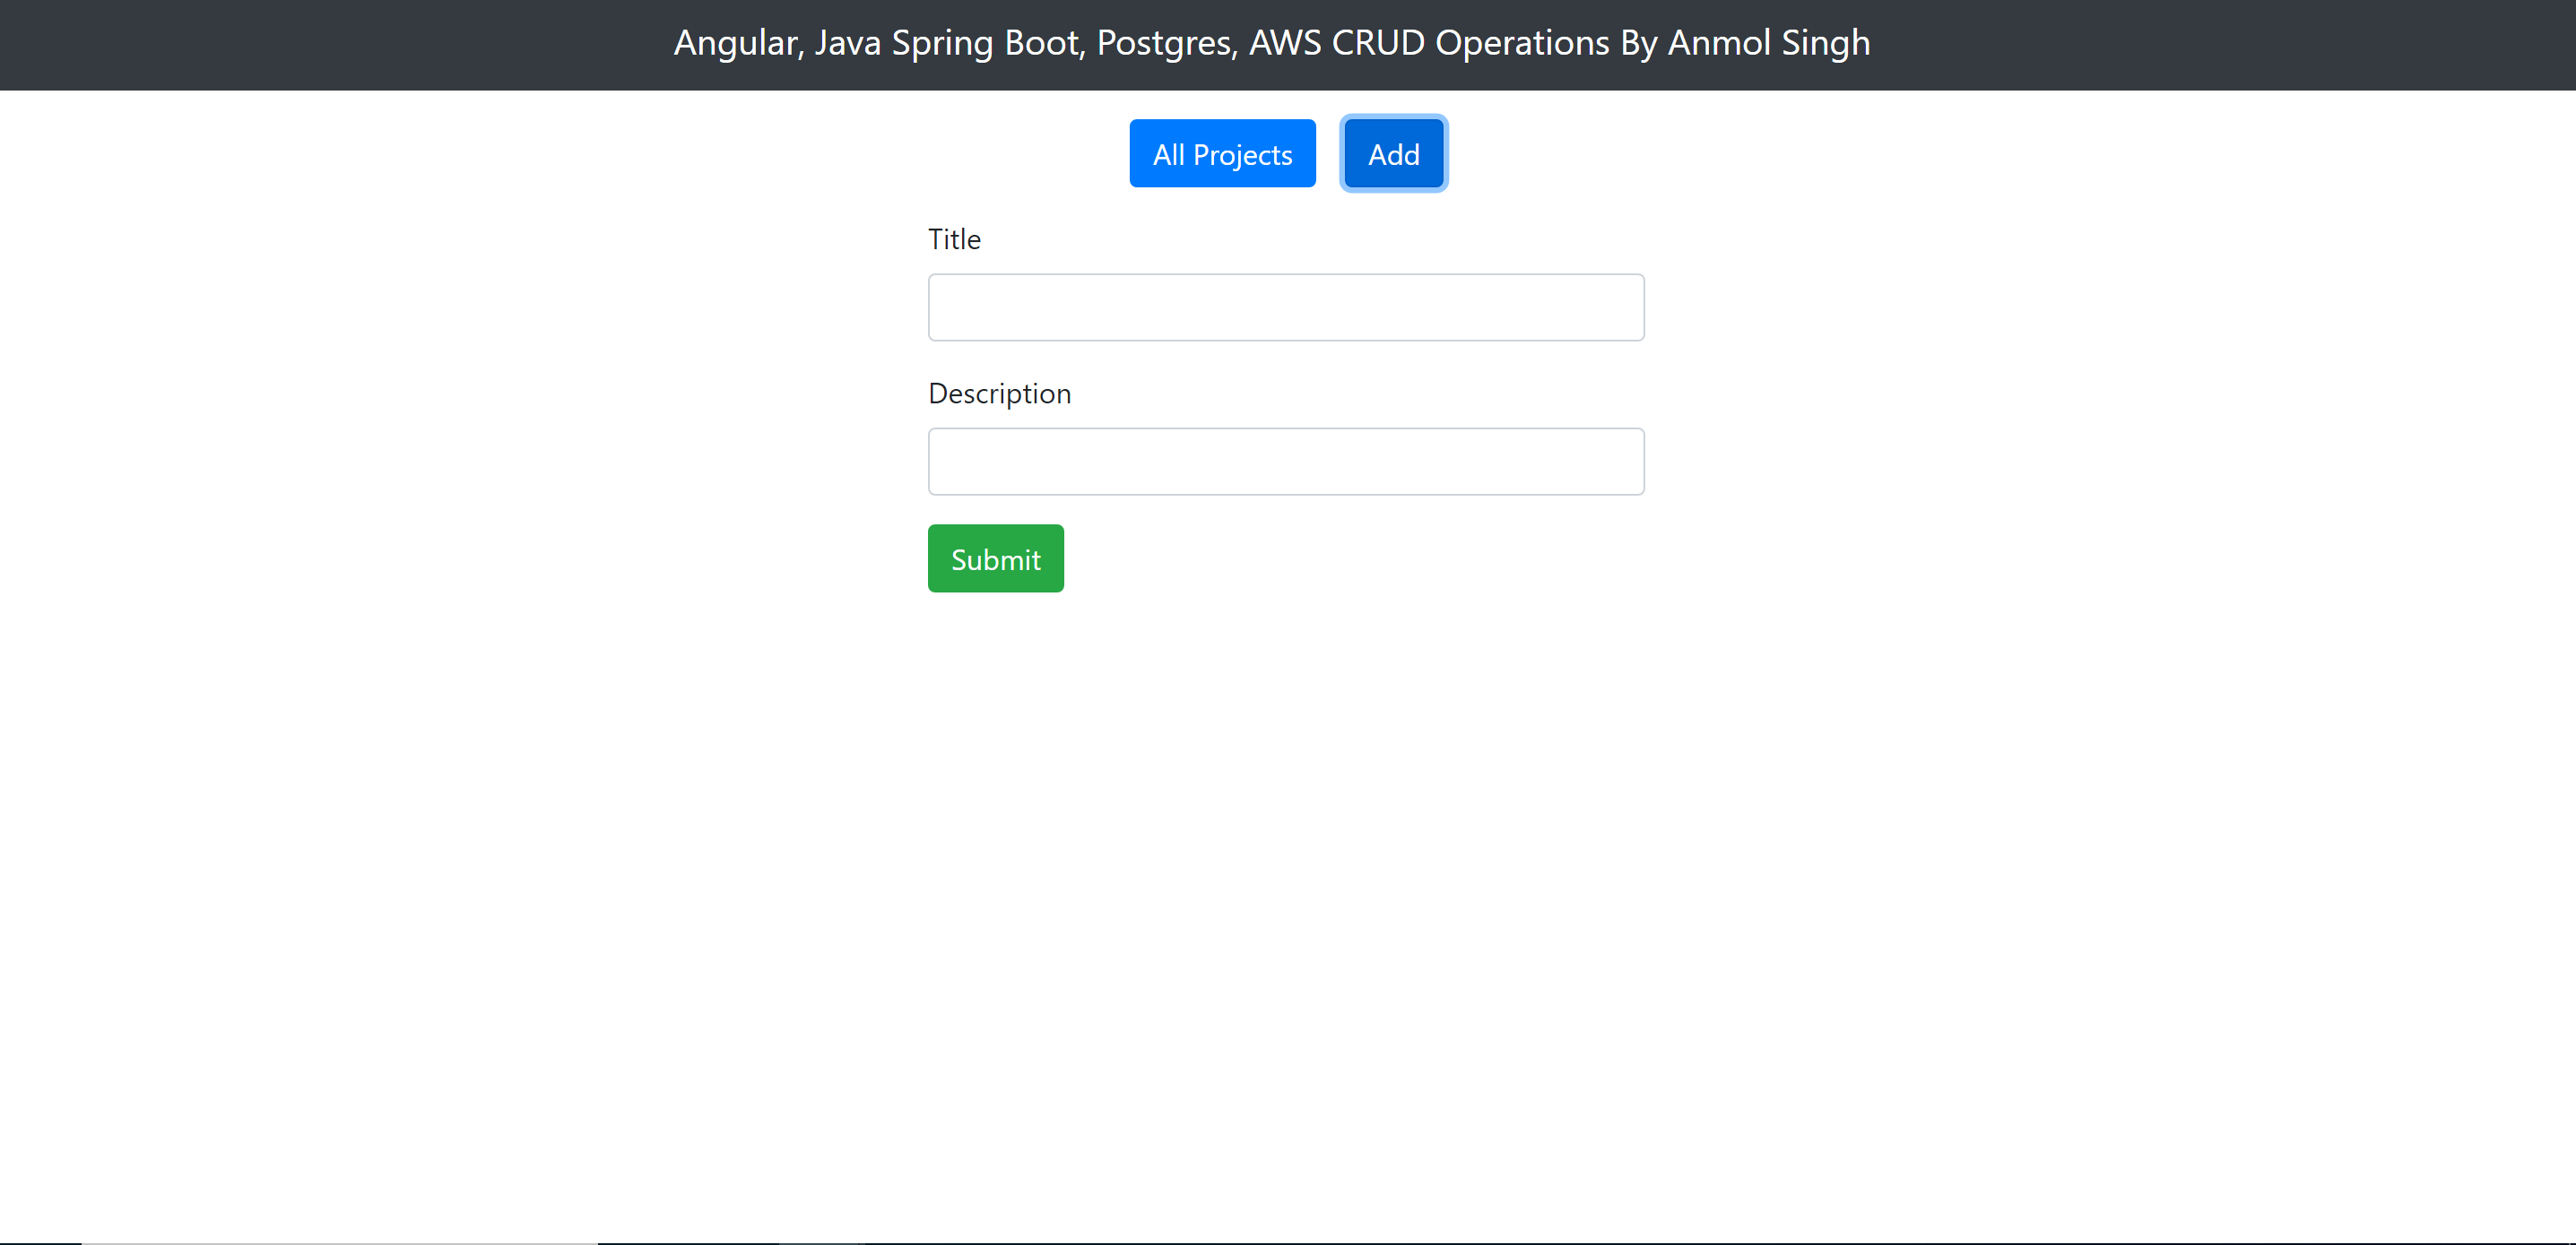 Angular, Java Spring Boot, Postgres, AWS CRUD Operations By Anmol Singh
All Projects Add
Title
Description
Submit